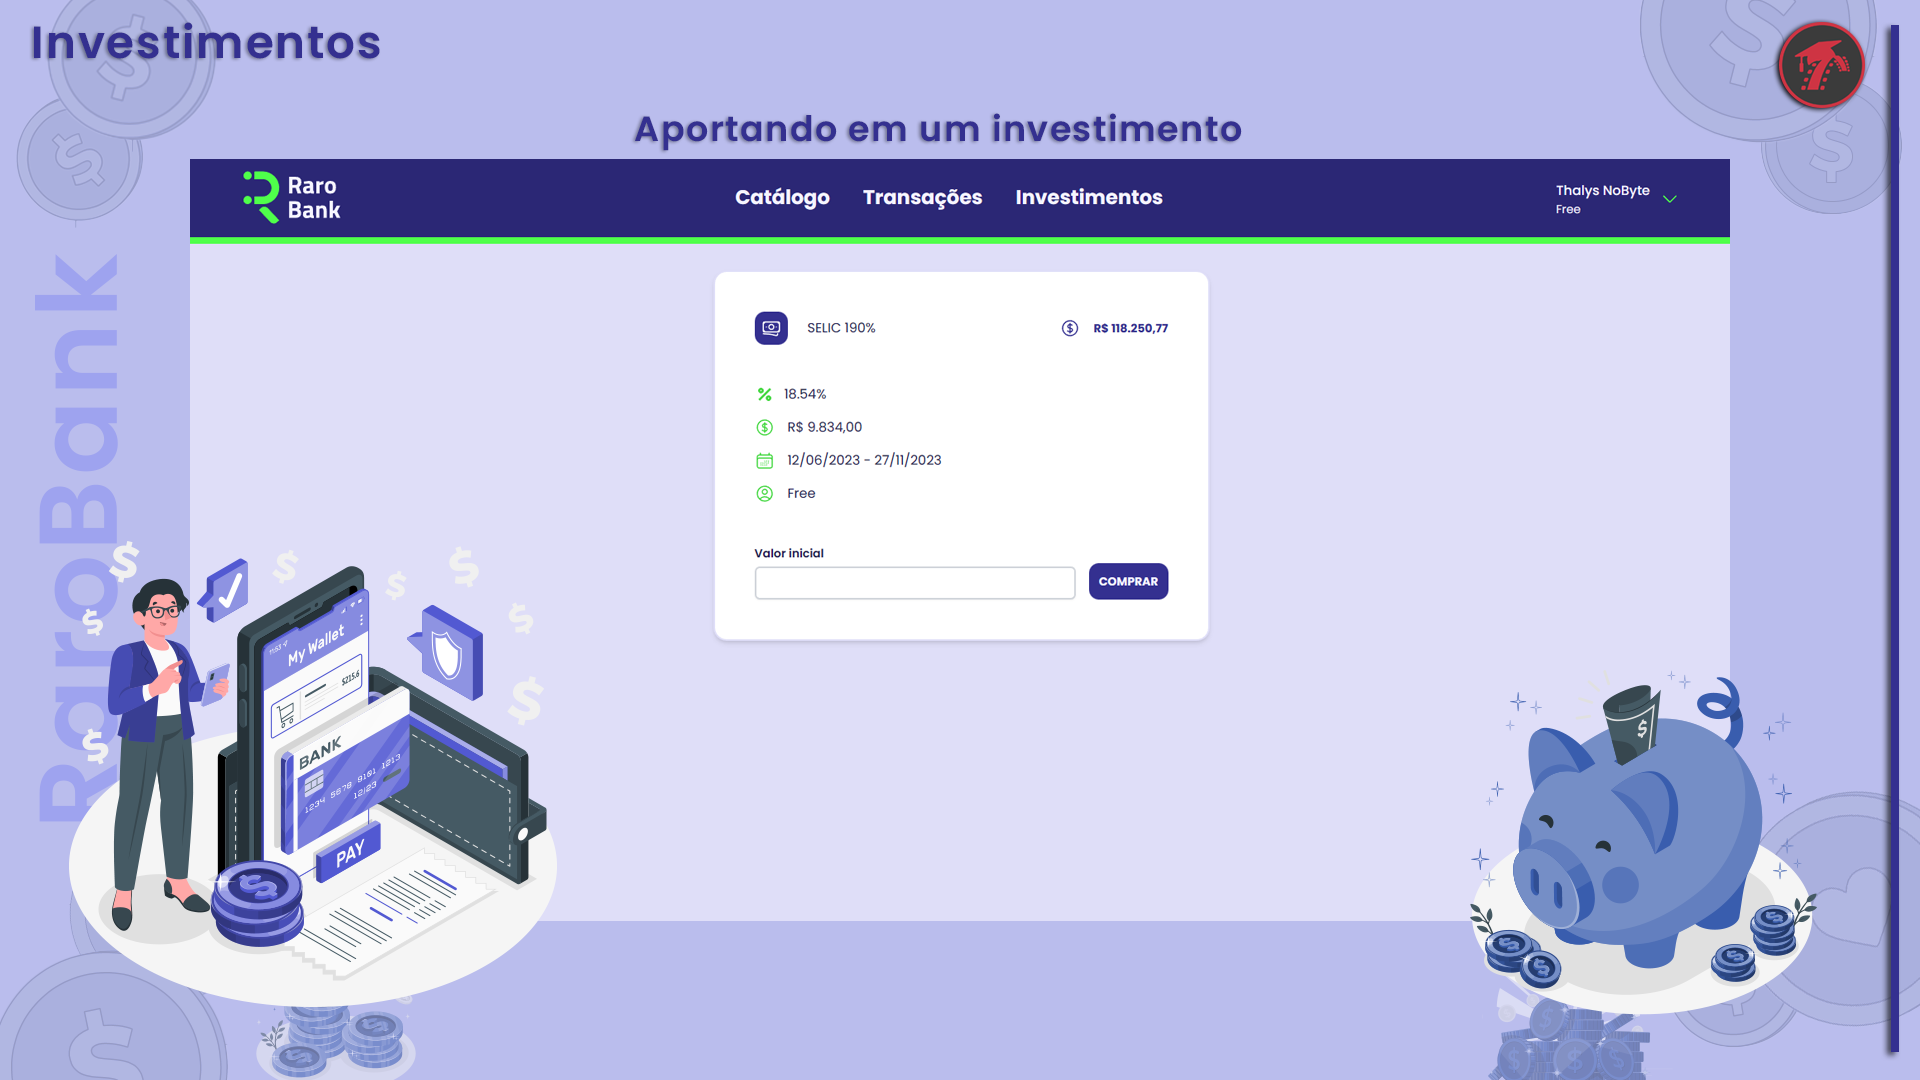 Investimentos
Aportando em um investimento
Raro
Bank
Catálogo
Transações
Investimentos
Thalys NoByte
Free
SELIC 190%
R$ 118.250,77
18.54%
R$ 9.834,00
12/06/2023 - 27/11/2023
Free
Valor inicial
COMPRAR
RaroBank
My Wallet
$215.6
BANK
1234 5678 9101 1213
12/23
PAY